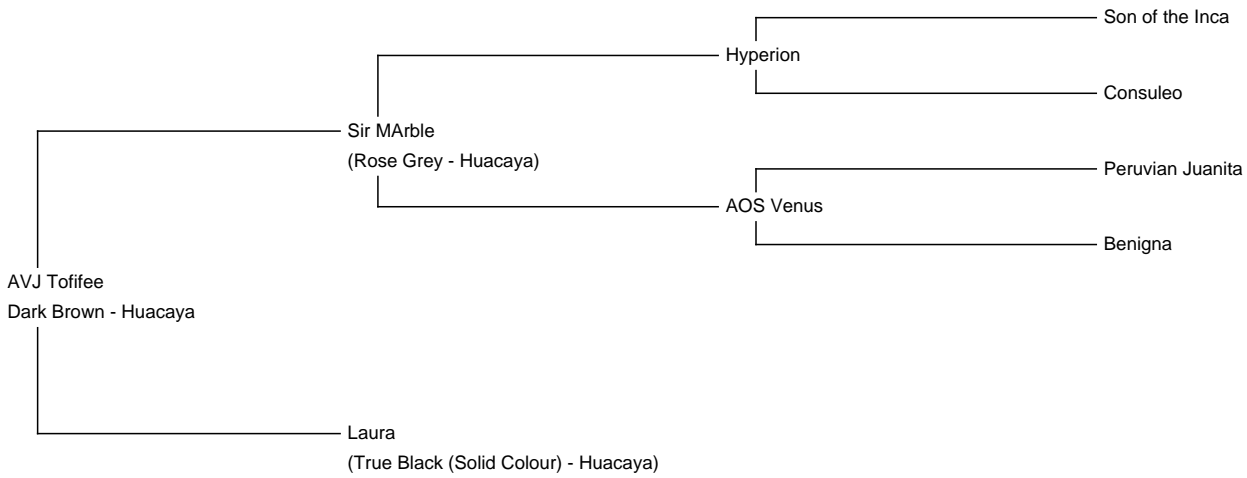 Son of the Inca
Hyperion
Consuleo
Sir MArble
(Rose Grey - Huacaya)
Peruvian Juanita
AOS Venus
Benigna
AVJ Tofifee
Dark Brown - Huacaya
Laura
(True Black (Solid Colour) - Huacaya)